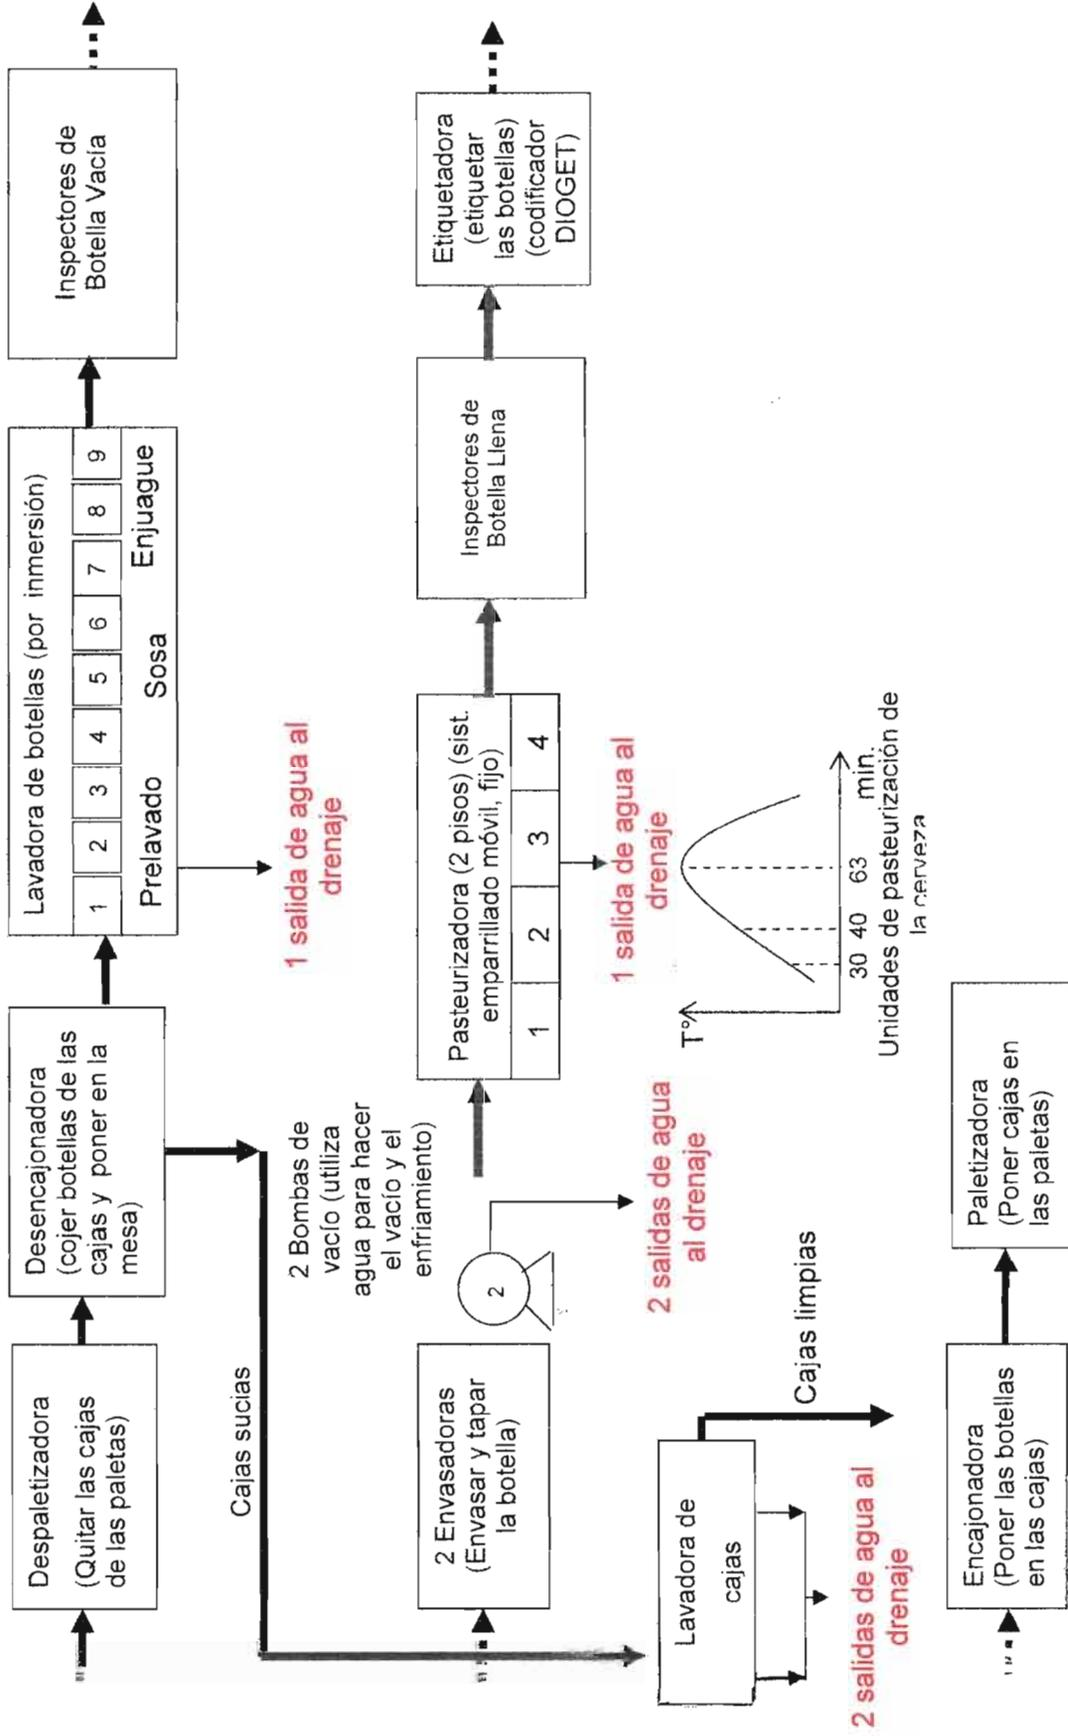 Despaletizadora
(Quitar las cajas
de las paletas)
Desencajonadora
(cojer botellas de las
cajas y poner en la
mesa)
Lavadora de botellas (por inmersión)
1 2 3 4 5 6 7 8 9
Prelavado Sosa Enjuague
Inspectores de
Botella Vacía
1 salida de agua al
drenaje
Cajas sucias
2 Envasadoras
(Envasar y tapar
la botella)
2 Bombas de
vacío (utiliza
agua para hacer
el vacío y el
enfriamiento)
2
2 salidas de agua
al drenaje
Pasteurizadora (2 pisos) (sist.
emparrillado móvil, fijo)
1 2 3 4
1 salida de agua al
drenaje
Inspectores de
Botella Llena
Etiquetadora
(etiquetar
las botellas)
(codificador
DIOGET)
T°
30 40 63 min.
Unidades de pasteurización de
la cerveza
Lavadora de
cajas
Cajas limpias
2 salidas de agua al
drenaje
Encajonadora
(Poner las botellas
en las cajas)
Paletizadora
(Poner cajas en
las paletas)